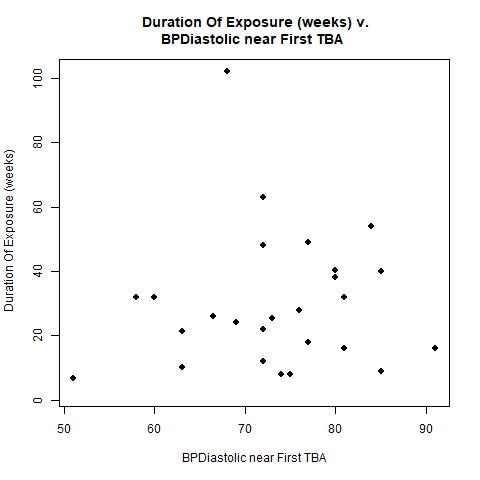 Duration Of Exposure (weeks) v.
BPDiastolic near First TBA
Duration Of Exposure (weeks)
100
80
60
40
20
0
50 60 70 80 90
BPDiastolic near First TBA